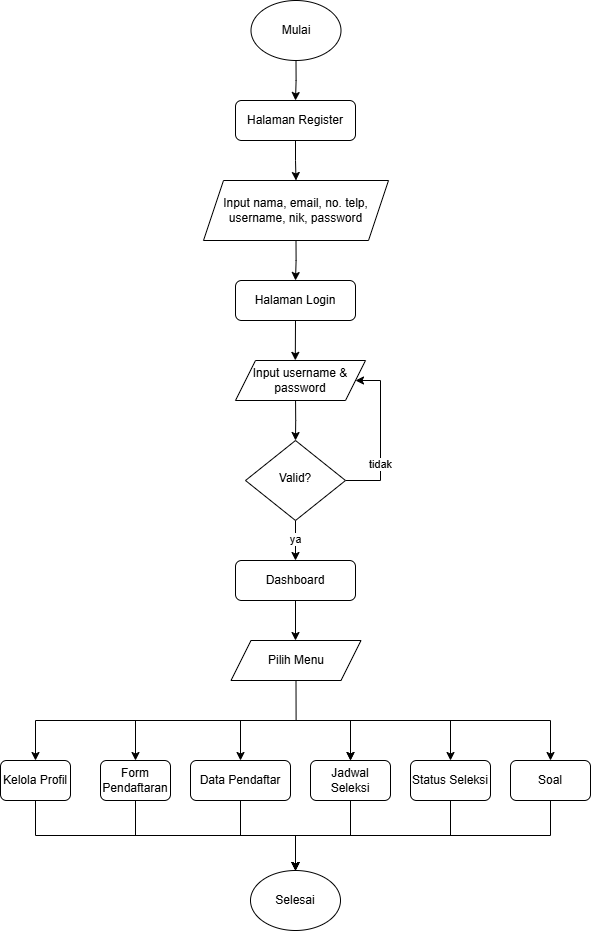 Mulai
Halaman Register
Input nama, email, no. telp,
username, nik, password
Halaman Login
Input username &
password
Valid?
tidak
ya
Dashboard
Pilih Menu
Kelola Profil
Form
Pendaftaran
Data Pendaftar
Jadwal
Seleksi
Status Seleksi
Soal
Selesai